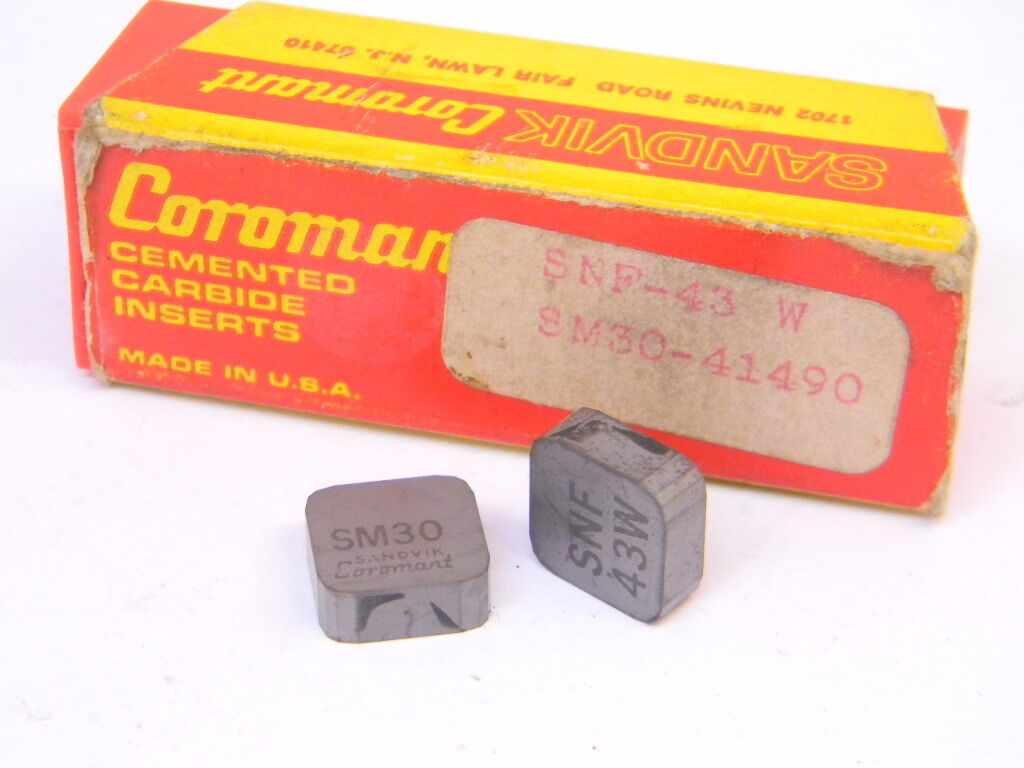 1702 NEVINS ROAD FAIR LAWN, N.J. 07410
SANDVIK Coromant
Coromant
CEMENTED
CARBIDE
INSERTS
MADE IN U.S.A.
SNF-43 W
SM30-41490
SM30
SANDVIK
Coromant
SNF
43W